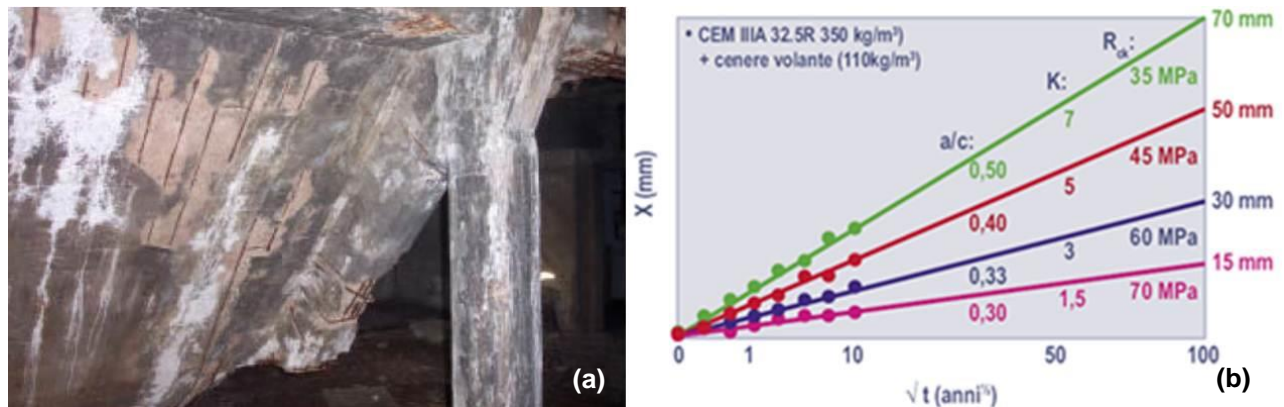 (a)
• CEM IIIA 32.5R 350 kg/m³)
+ cenere volante (110kg/m³)
R_ck:
K:
a/c:
70 mm
35 MPa
7
0,50
50 mm
45 MPa
5
0,40
30 mm
60 MPa
3
0,33
15 mm
70 MPa
1,5
0,30
X (mm)
0 1 10 50 100
√ t (anni½)
(b)